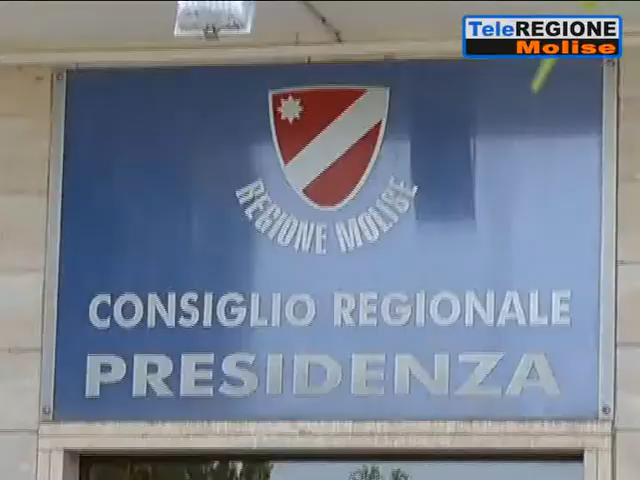 TeleREGIONE
Molise
REGIONE MOLISE
CONSIGLIO REGIONALE
PRESIDENZA